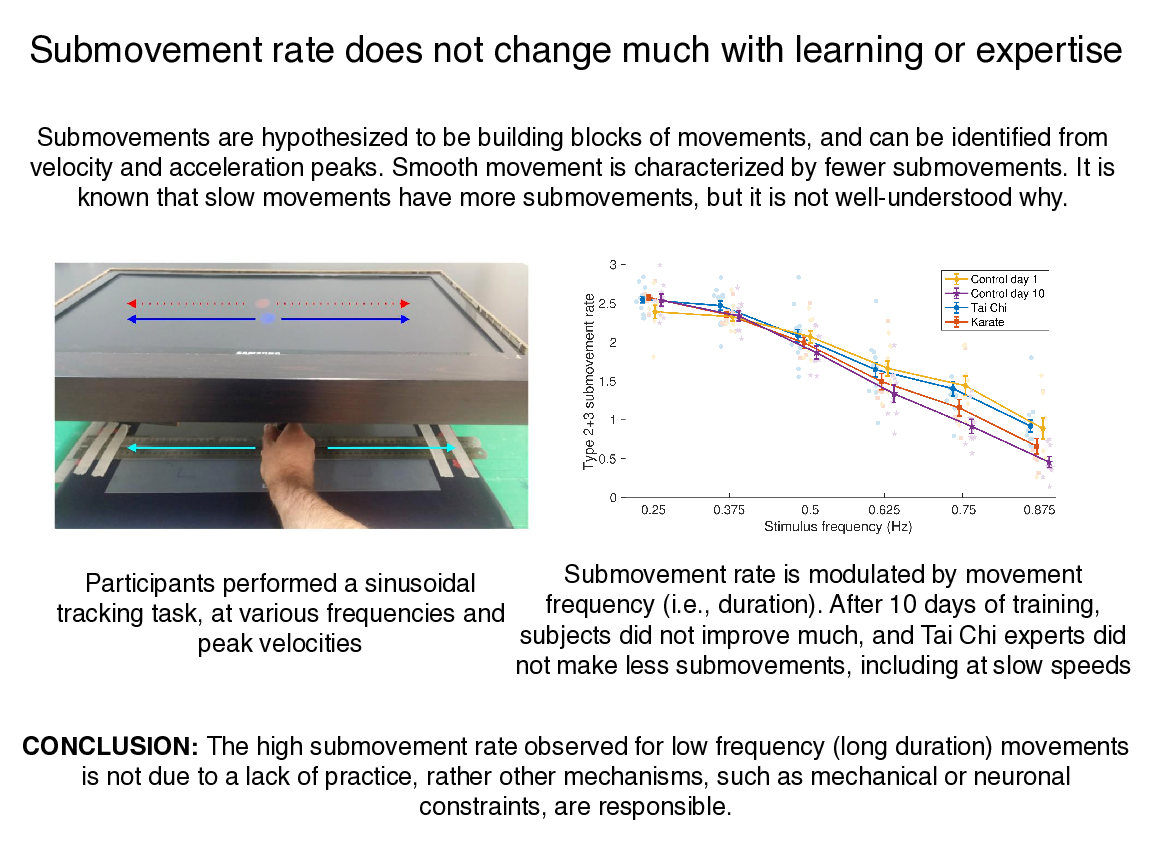 Submovement rate does not change much with learning or expertise
Submovements are hypothesized to be building blocks of movements, and can be identified from
velocity and acceleration peaks. Smooth movement is characterized by fewer submovements. It is
known that slow movements have more submovements, but it is not well-understood why.
SAMSUNG
Type 2+3 submovement rate
3
2.5
2
1.5
1
0.5
0
Control day 1
Control day 10
Tai Chi
Karate
0.25 0.375 0.5 0.625 0.75 0.875
Stimulus frequency (Hz)
Participants performed a sinusoidal
tracking task, at various frequencies and
peak velocities
Submovement rate is modulated by movement
frequency (i.e., duration). After 10 days of training,
subjects did not improve much, and Tai Chi experts did
not make less submovements, including at slow speeds
CONCLUSION: The high submovement rate observed for low frequency (long duration) movements
is not due to a lack of practice, rather other mechanisms, such as mechanical or neuronal
constraints, are responsible.